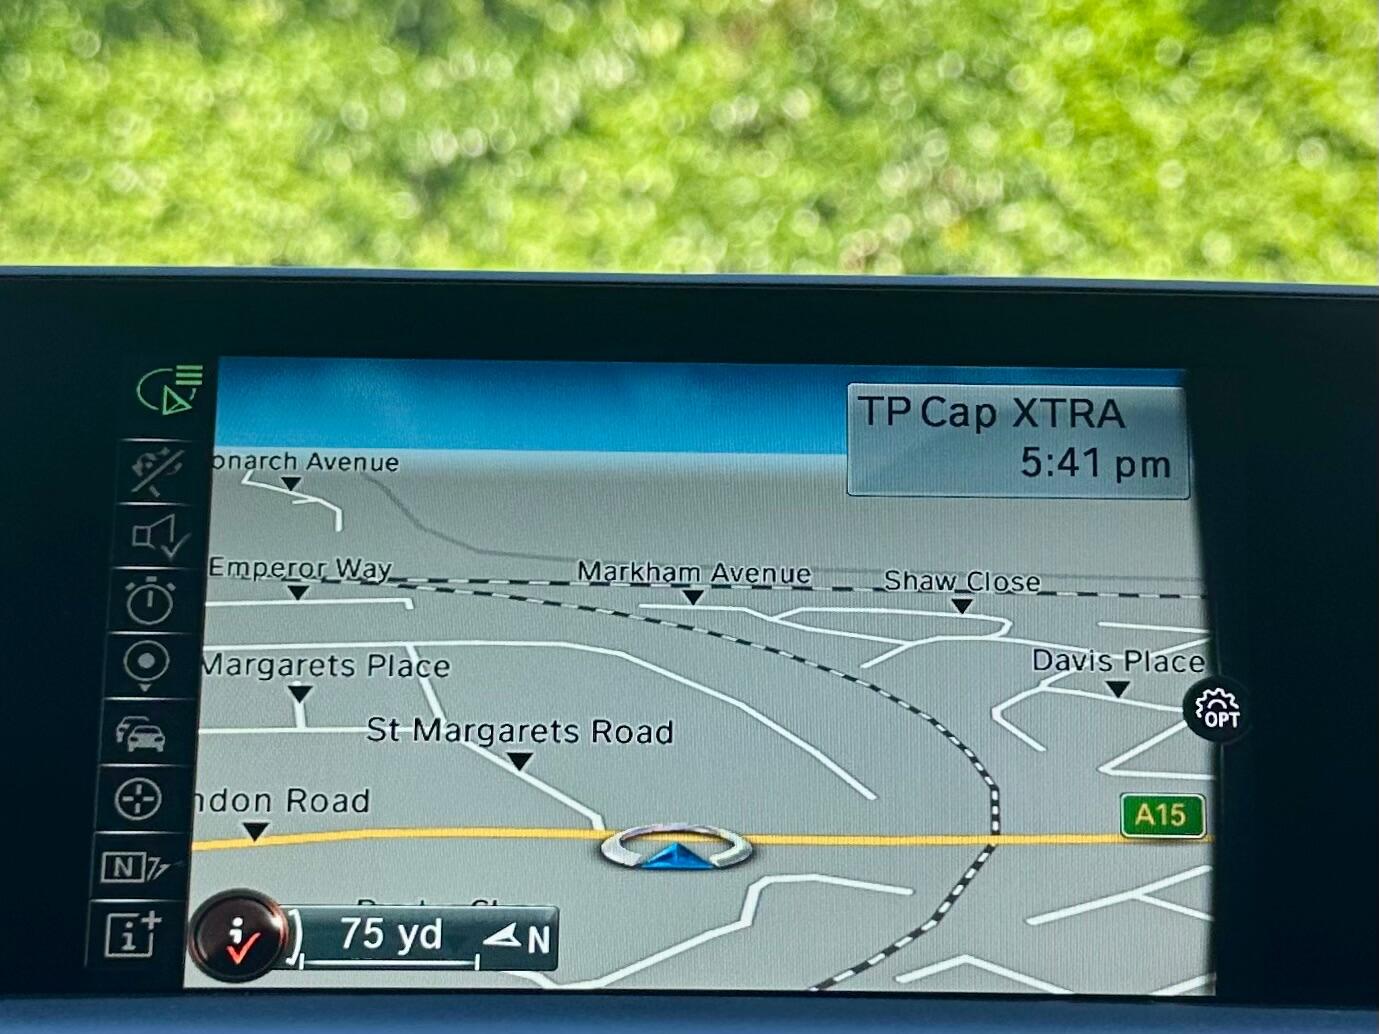 TP Cap XTRA
5:41 pm
onarch Avenue
Emperor Way
Markham Avenue
Shaw Close
Margarets Place
Davis Place
OPT
St Margarets Road
ndon Road
A15
75 yd
N
N
i
i